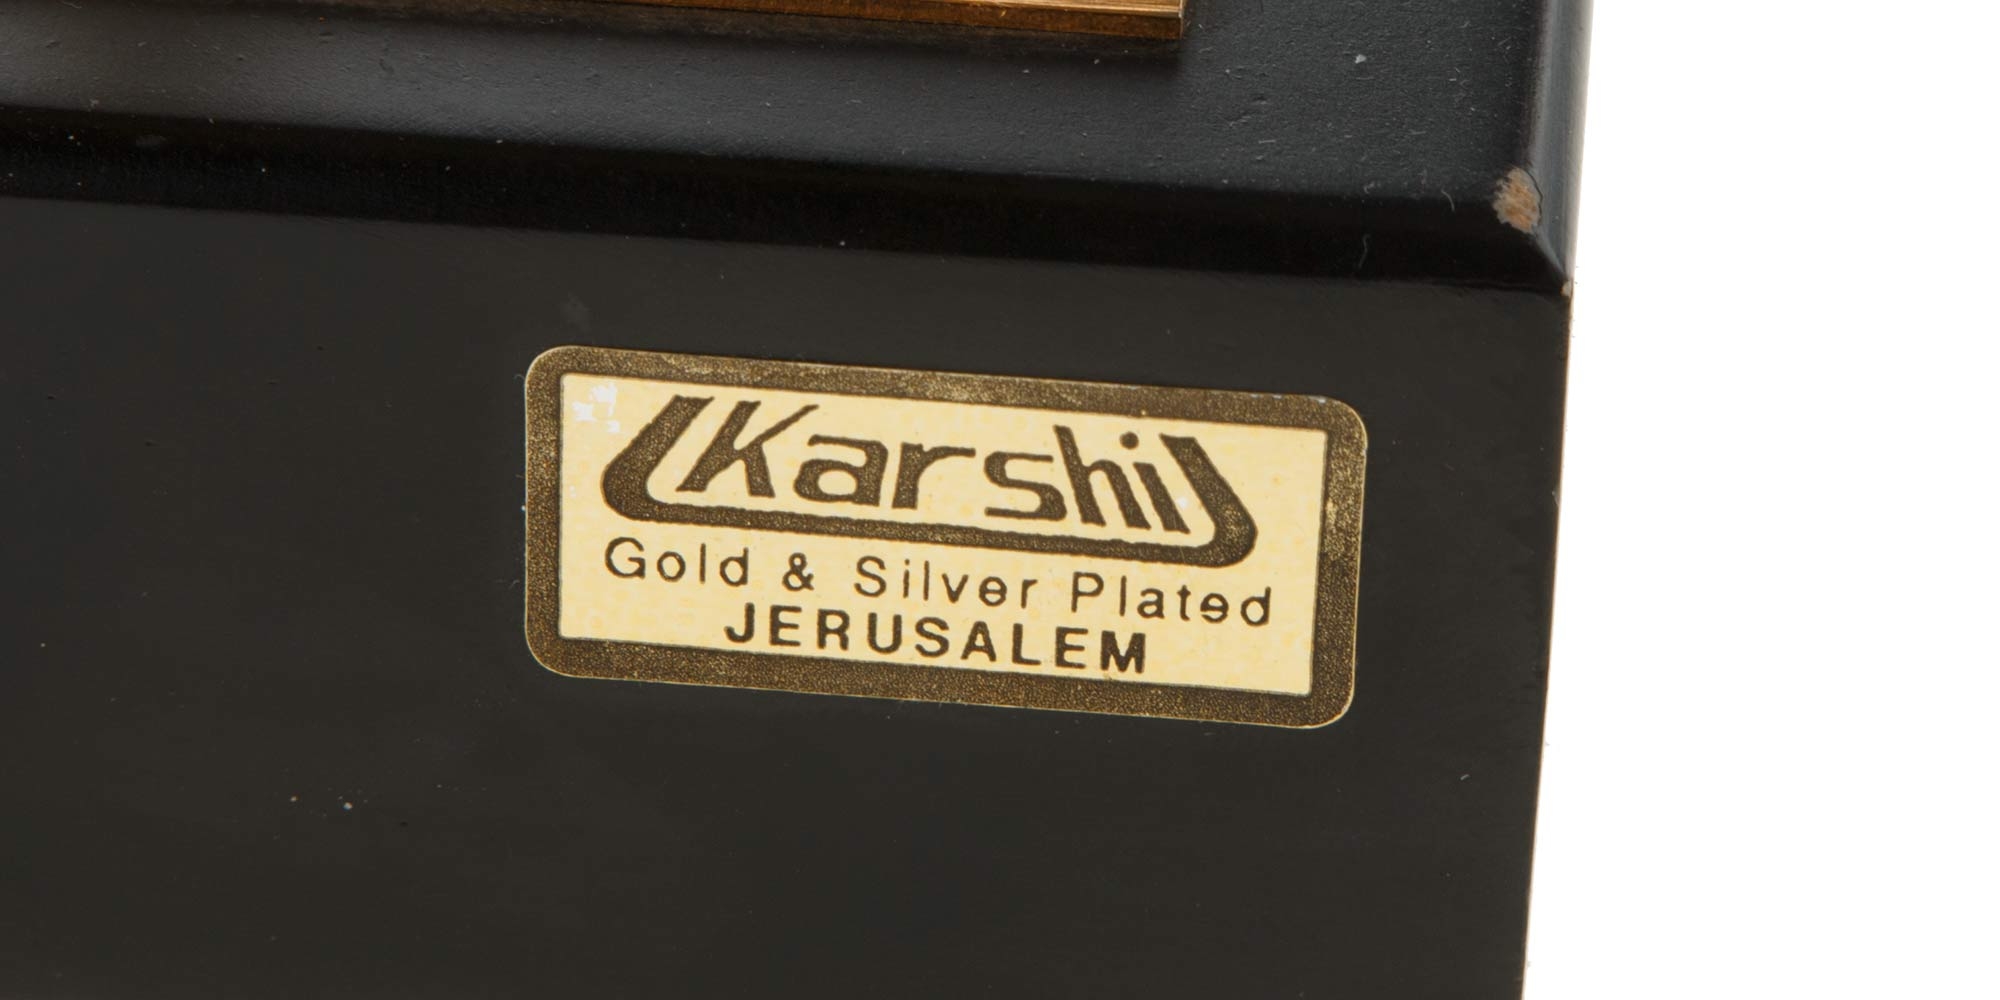 Karshi
Gold & Silver Plated
JERUSALEM